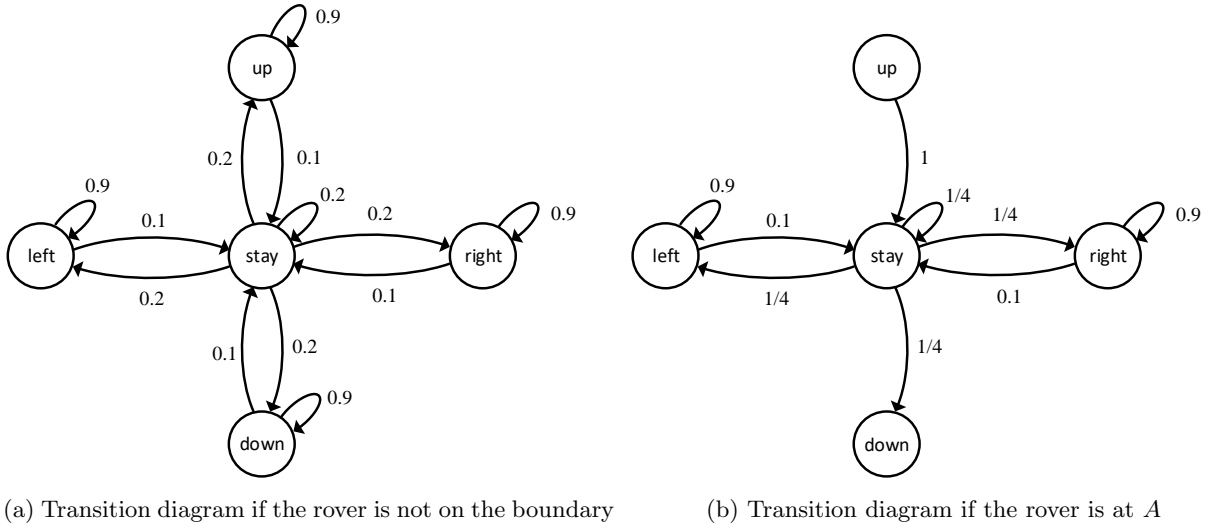 0.9
up
0.2
0.1
0.9
0.1
0.2
0.2
0.9
left
stay
right
0.2
0.1
0.1
0.2
0.9
down
(a) Transition diagram if the rover is not on the boundary
up
1
0.9
0.1
1/4
1/4
0.9
left
stay
right
1/4
0.1
1/4
down
(b) Transition diagram if the rover is at A